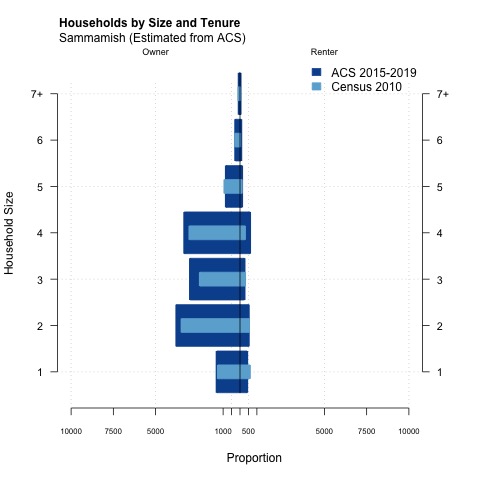 Households by Size and Tenure
Sammamish (Estimated from ACS)
Owner
Renter
ACS 2015-2019
Census 2010
7+
7+
6
6
5
5
4
4
3
3
2
2
1
1
Household Size
10000 7500 5000 1000 500 5000 7500 10000
Proportion